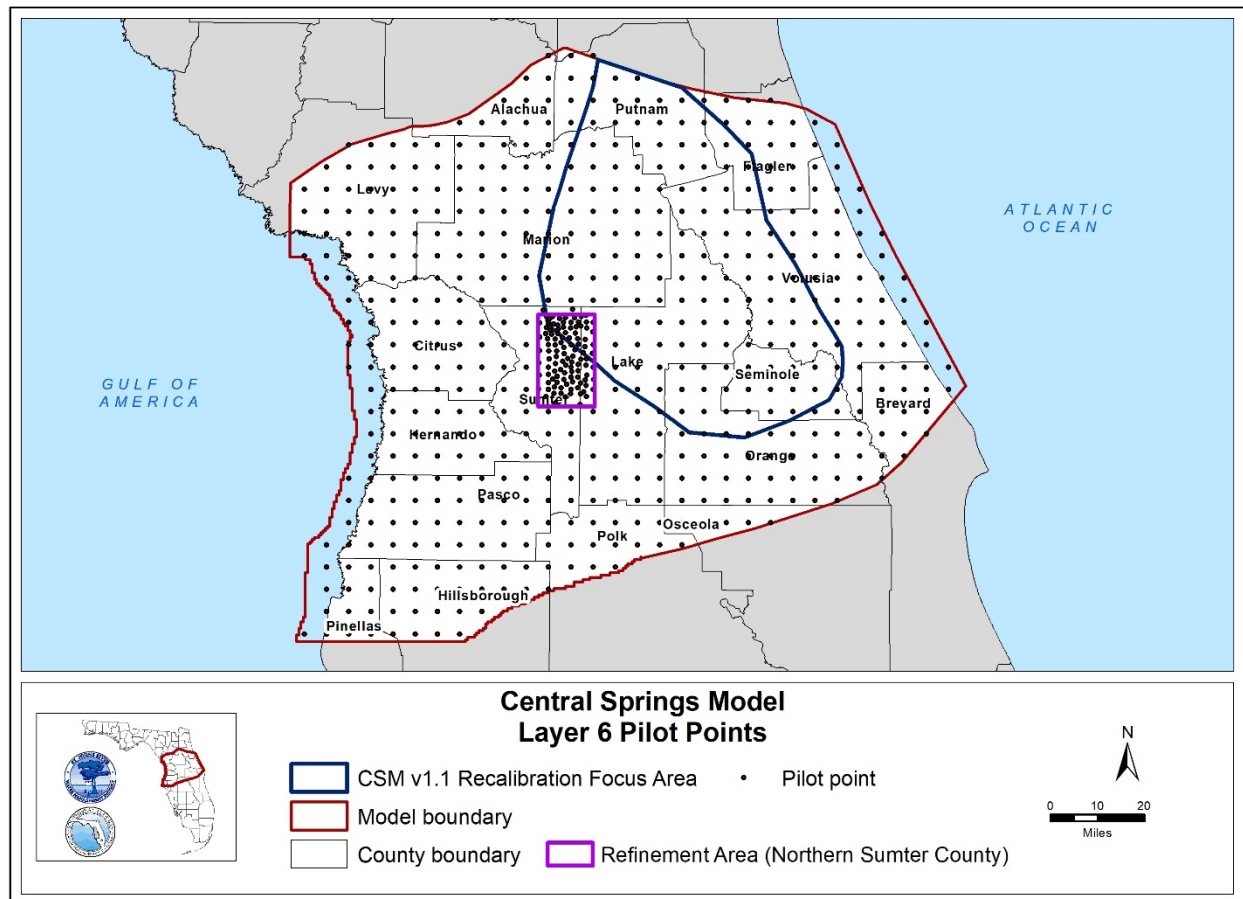 Alachua
Putnam
Flagler
Levy
ATLANTIC
OCEAN
Marion
Volusia
Citrus
Lake
Seminole
GULF OF
AMERICA
Sumter
Brevard
Hernando
Orange
Pasco
Osceola
Polk
Hillsborough
Pinellas
Central Springs Model
Layer 6 Pilot Points
CSM v1.1 Recalibration Focus Area
Pilot point
Model boundary
County boundary
Refinement Area (Northern Sumter County)
N
0 10 20
Miles